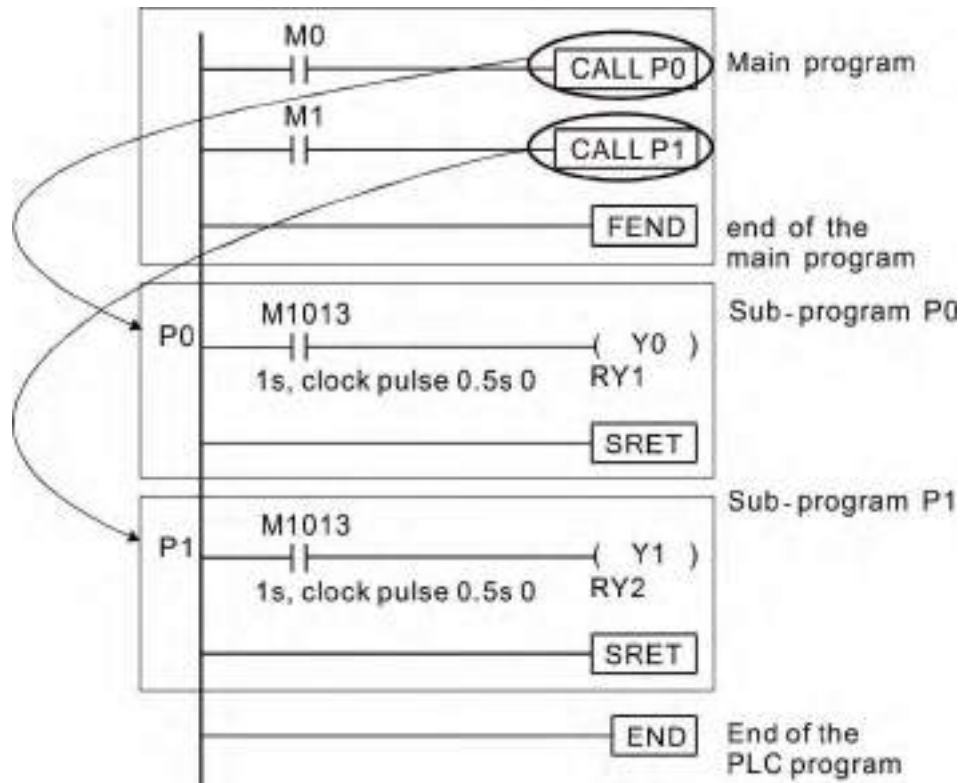 M0
CALL P0
Main program
M1
CALL P1
FEND
end of the
main program
Sub-program P0
P0
M1013
( Y0 )
1s, clock pulse 0.5s 0
RY1
SRET
Sub-program P1
P1
M1013
( Y1 )
1s, clock pulse 0.5s 0
RY2
SRET
END
End of the
PLC program